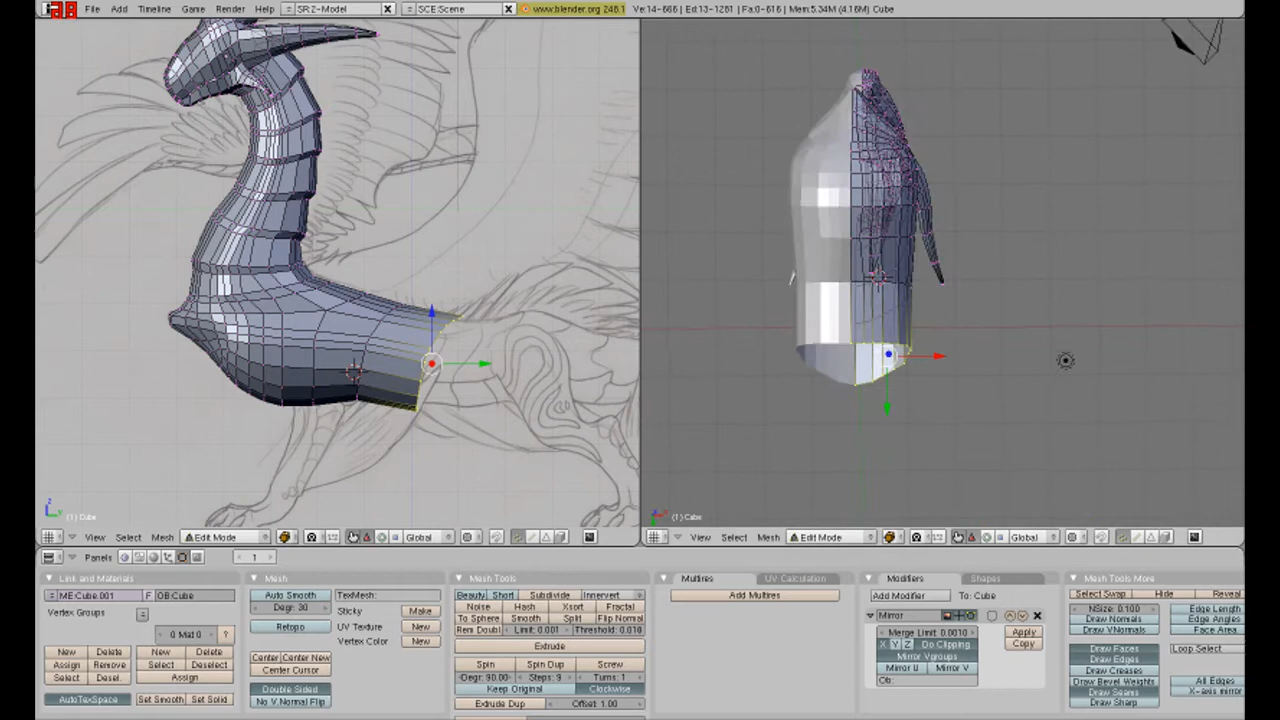 File Add Timeline Game Render Help SR:2-Model SCE:Scene www.blender.org 248.1 Ve:14-666 | Ed:13-1281 | Fa:0-616 | Mem:5.34M (4.16M) Cube
(1) Cube
(1) Cube
View Select Mesh Edit Mode Global
View Select Mesh Edit Mode Global
Panels 1
Link and Materials
ME:Cube.001 F OB:Cube
Vertex Groups
0 Mat 0 ?
New Delete New Delete
Assign Remove Select Deselect
Select Desel. Assign
AutoTexSpace Set Smooth Set Solid
Mesh
Auto Smooth TexMesh:
Degr: 30 Sticky Make
Retopo UV Texture New
Vertex Color New
Center Center New
Center Cursor
Double Sided
No V.Normal Flip
Mesh Tools
Beauty Short Subdivide Innervert
Noise Hash Xsort Fractal
To Sphere Smooth Split Flip Normal
Rem Doubl Limit: 0.001 Threshold: 0.010
Extrude
Spin Spin Dup Screw
Degr: 90.00 Steps: 9 Turns: 1
Keep Original Clockwise
Extrude Dup Offset: 1.00
Multires UV Calculation
Add Multires
Modifiers Shapes
Add Modifier To: Cube
Mirror
Merge Limit: 0.0010 Apply
X Y Z Do Clipping Copy
Mirror Vgroups
Mirror U Mirror V
Ob:
Mesh Tools More
Select Swap Hide Reveal
NSize: 0.100 Edge Length
Draw Normals Edge Angles
Draw VNormals Face Area
Draw Faces Loop Select
Draw Edges
Draw Creases
Draw Bevel Weights All Edges
Draw Seams X-axis mirror
Draw Sharp